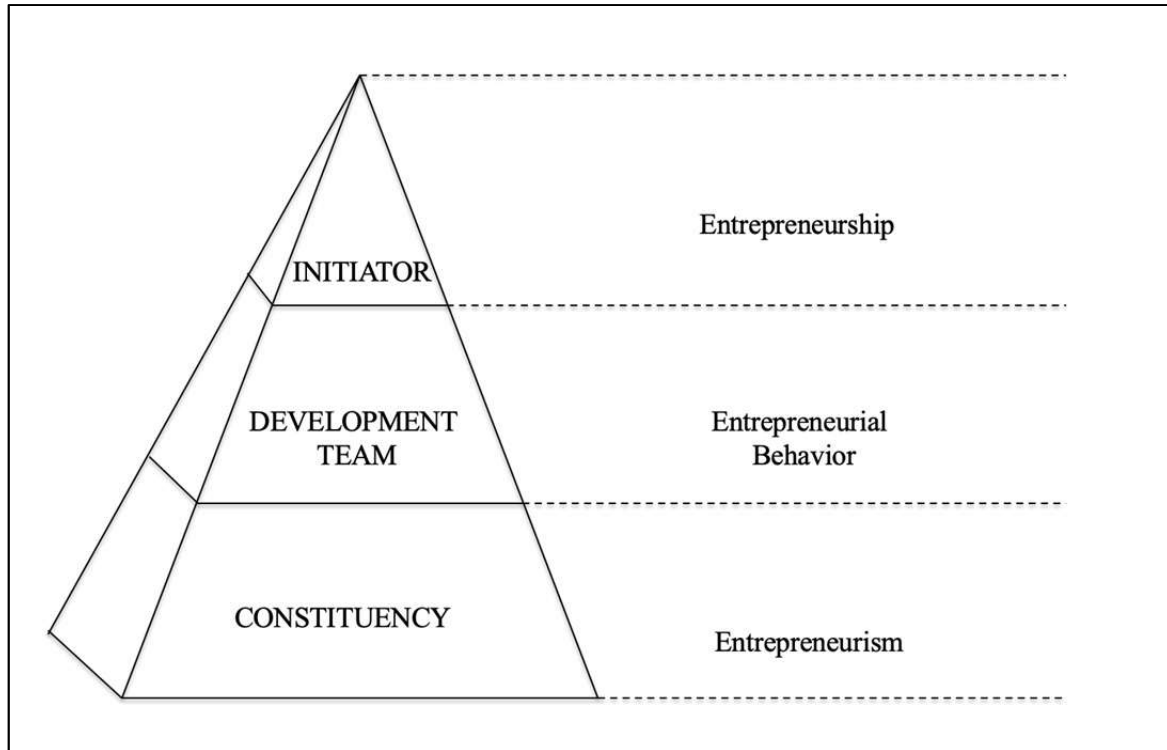 Entrepreneurship
INITIATOR
DEVELOPMENT
TEAM
Entrepreneurial
Behavior
CONSTITUENCY
Entrepreneurism